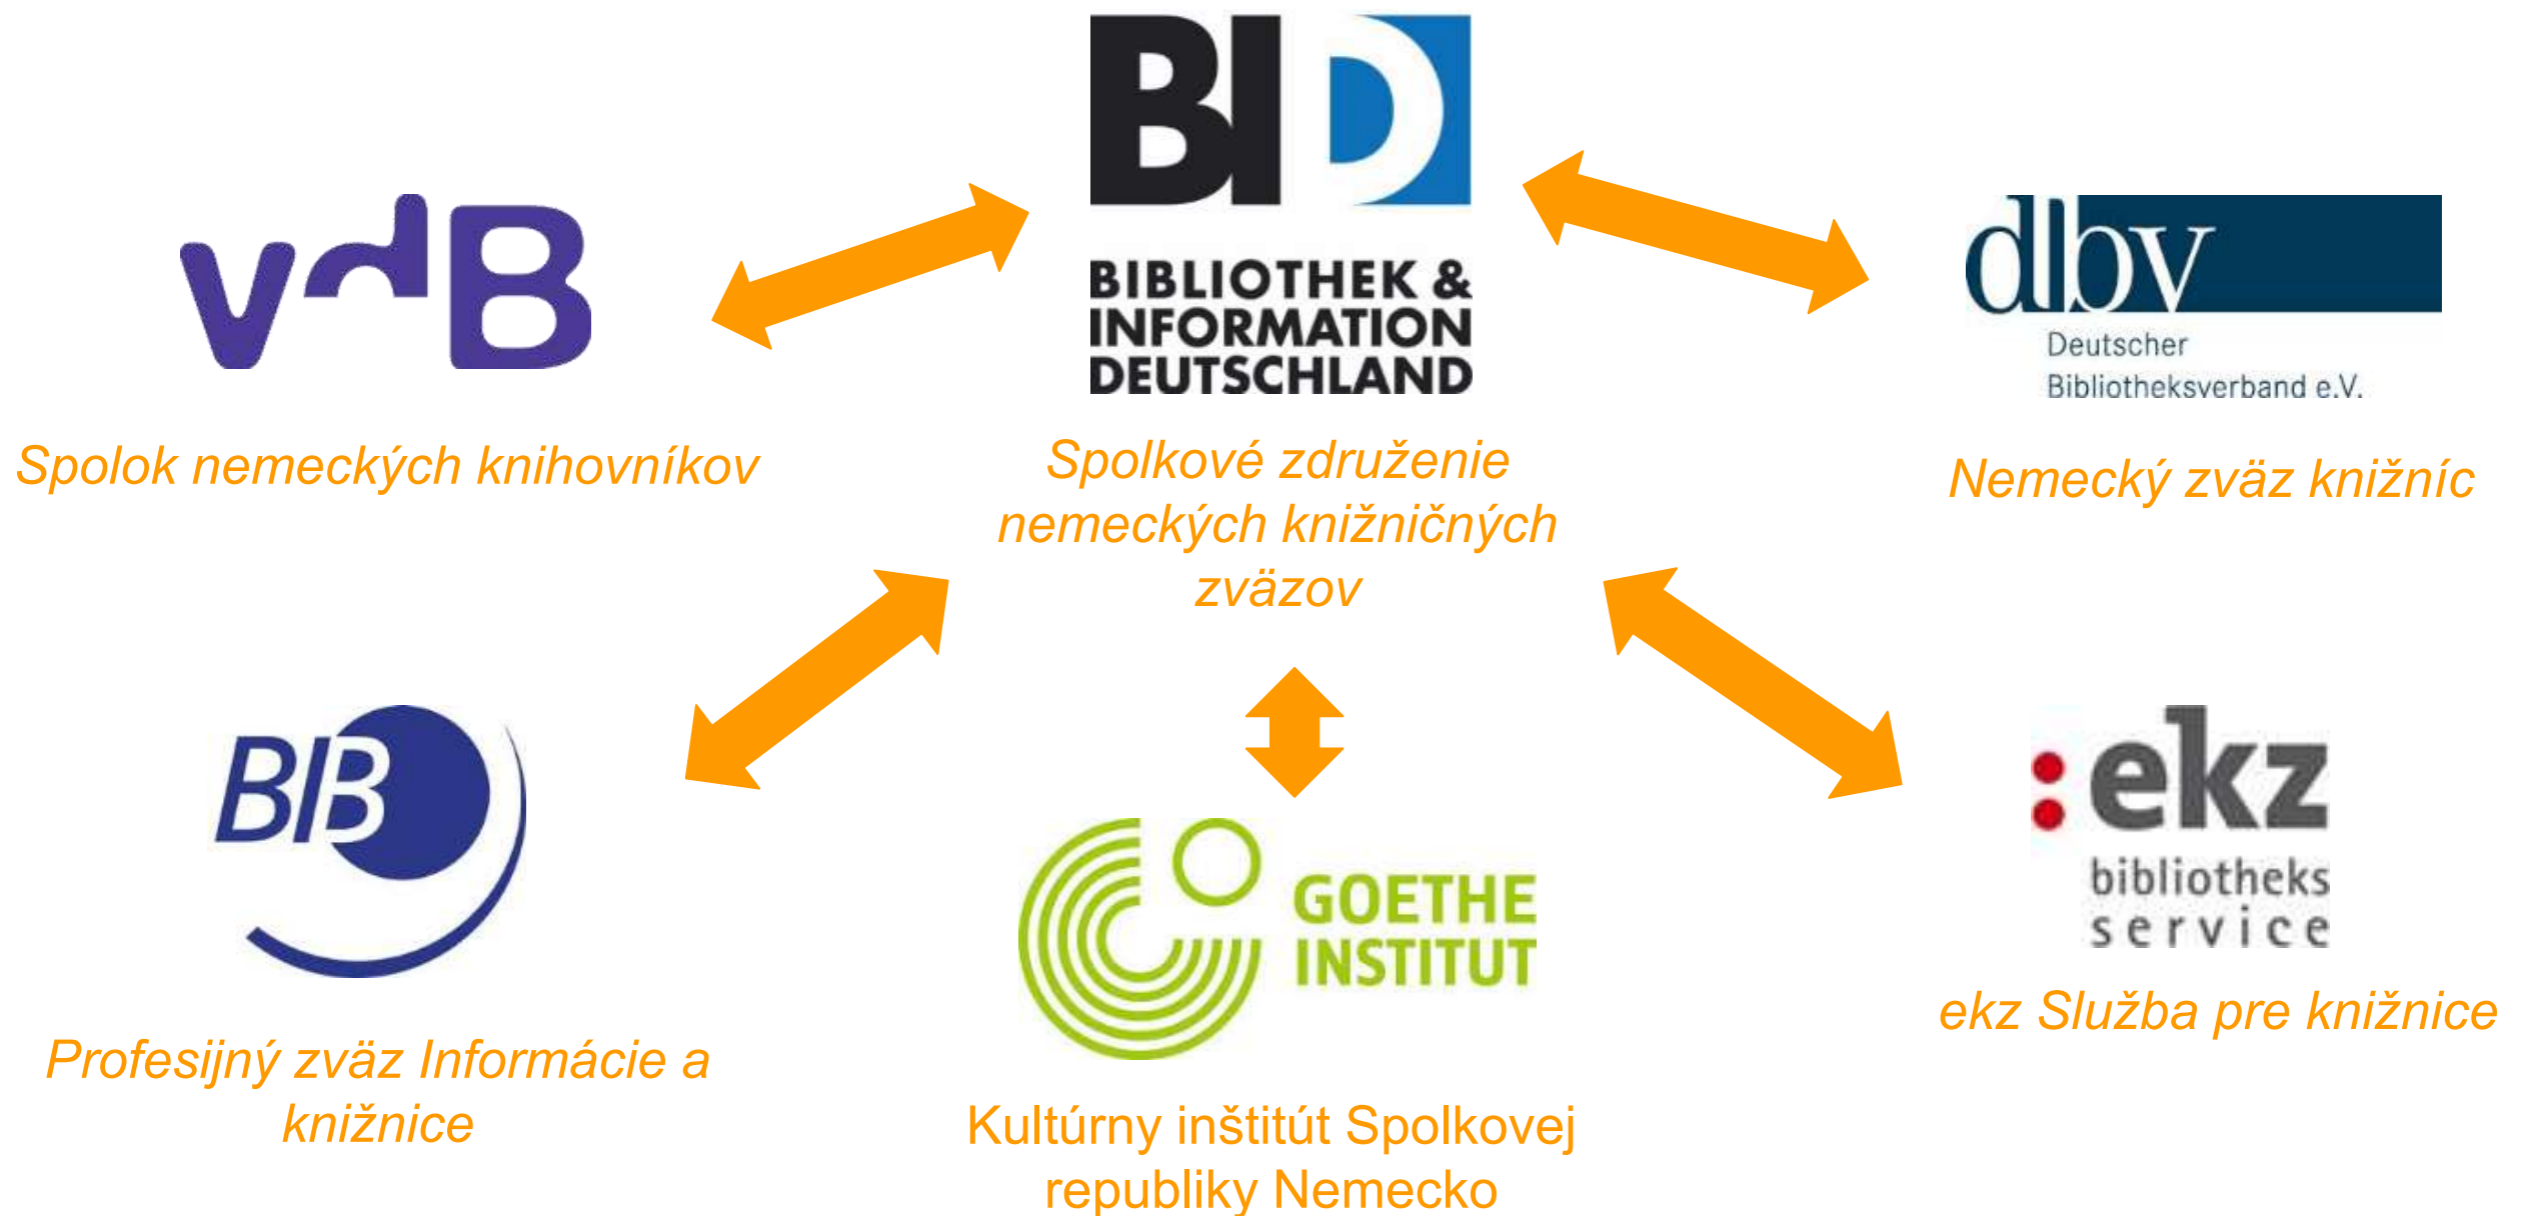 BID
BIBLIOTHEK &
INFORMATION
DEUTSCHLAND
Spolkové združenie
nemeckých knižničných
zväzov
vdB
Spolok nemeckých knihovníkov
dbv
Deutscher
Bibliotheksverband e.V.
Nemecký zväz knižníc
BIB
Profesijný zväz Informácie a
knižnice
GOETHE
INSTITUT
Kultúrny inštitút Spolkovej
republiky Nemecko
:ekz
bibliotheks
service
ekz Služba pre knižnice